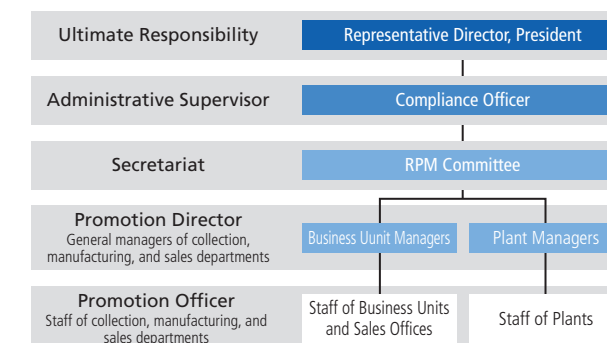 Ultimate Responsibility
Representative Director, President
Administrative Supervisor
Compliance Officer
Secretariat
RPM Committee
Promotion Director
General managers of collection,
manufacturing, and sales departments
Business Uunit Managers
Plant Managers
Promotion Officer
Staff of collection, manufacturing, and
sales departments
Staff of Business Units
and Sales Offices
Staff of Plants